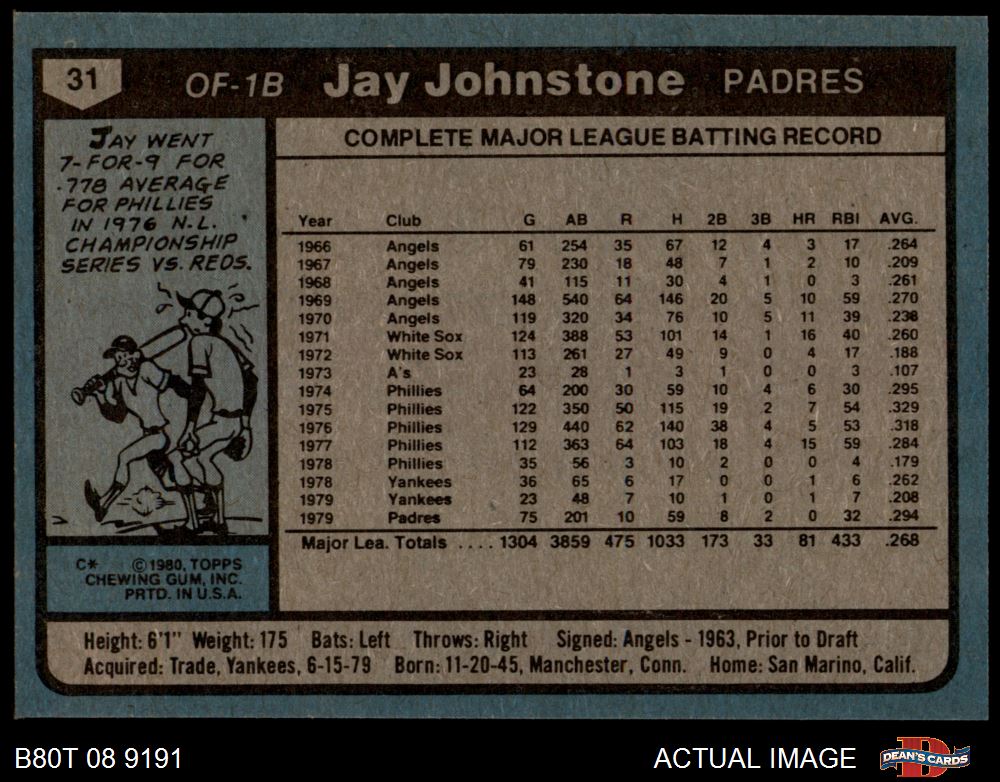 31 OF-1B Jay Johnstone PADRES
JAY WENT
7-FOR-9 FOR
.778 AVERAGE
FOR PHILLIES
IN 1976 N.L.
CHAMPIONSHIP
SERIES VS. REDS.
C* ©1980, TOPPS
CHEWING GUM, INC.
PRTD. IN U.S.A.
COMPLETE MAJOR LEAGUE BATTING RECORD
Year Club G AB R H 2B 3B HR RBI AVG.
1966 Angels 61 254 35 67 12 4 3 17 .264
1967 Angels 79 230 18 48 7 1 2 10 .209
1968 Angels 41 115 11 30 4 1 0 3 .261
1969 Angels 148 540 64 146 20 5 10 59 .270
1970 Angels 119 320 34 76 10 5 11 39 .238
1971 White Sox 124 388 53 101 14 1 16 40 .260
1972 White Sox 113 261 27 49 9 0 4 17 .188
1973 A's 23 28 1 3 1 0 0 3 .107
1974 Phillies 64 200 30 59 10 4 6 30 .295
1975 Phillies 122 350 50 115 19 2 7 54 .329
1976 Phillies 129 440 62 140 38 4 5 53 .318
1977 Phillies 112 363 64 103 18 4 15 59 .284
1978 Phillies 35 56 3 10 2 0 0 4 .179
1978 Yankees 36 65 6 17 0 0 1 6 .262
1979 Yankees 23 48 7 10 1 0 1 7 .208
1979 Padres 75 201 10 59 8 2 0 32 .294
Major Lea. Totals .... 1304 3859 475 1033 173 33 81 433 .268
Height: 6'1" Weight: 175 Bats: Left Throws: Right Signed: Angels - 1963, Prior to Draft
Acquired: Trade, Yankees, 6-15-79 Born: 11-20-45, Manchester, Conn. Home: San Marino, Calif.
B80T 08 9191 ACTUAL IMAGE DEAN'S CARDS